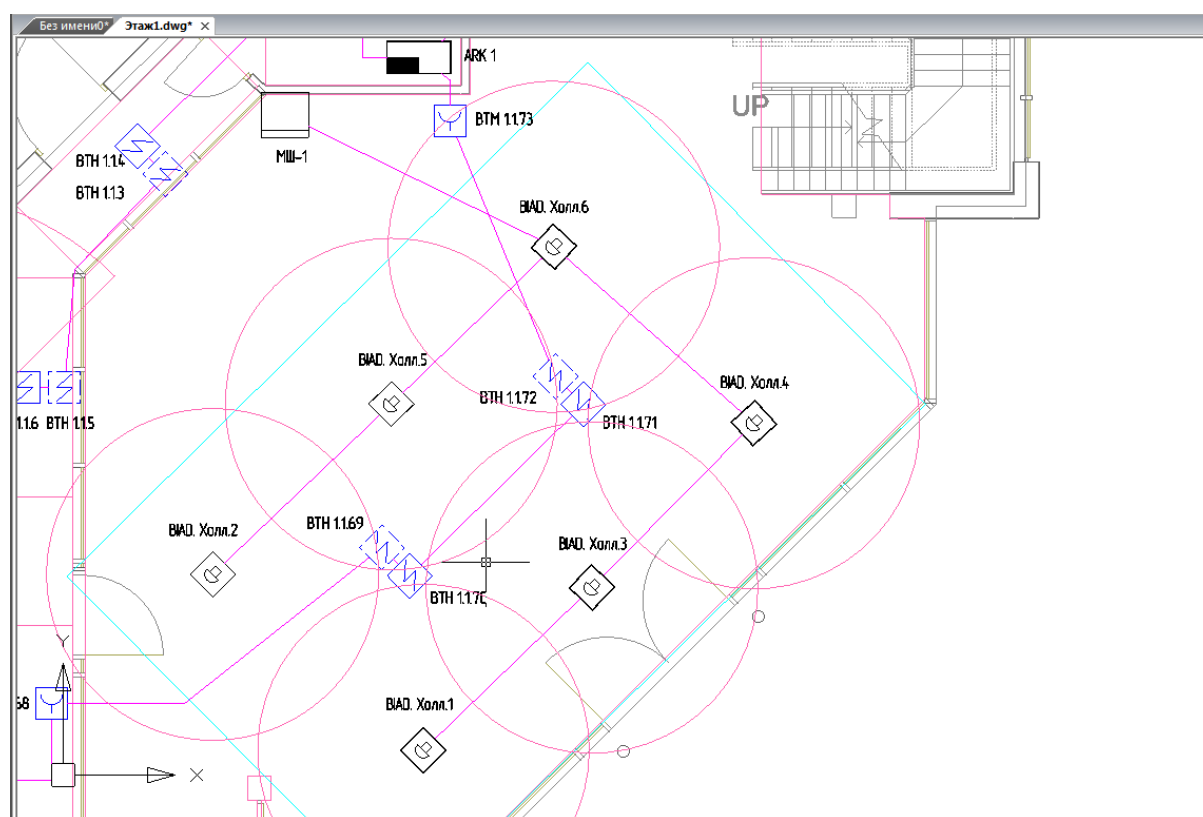 Без имени0*
Этаж1.dwg*
ARK 1
UP
BTM 1.1.73
МШ-1
BTH 1.1.4
BTH 1.1.3
BIAD. Холл.6
BIAD. Холл.5
BIAD. Холл.4
BTH 1.1.72
BTH 1.1.71
1.1.6 BTH 1.1.5
BTH 1.1.69
BIAD. Холл.2
BIAD. Холл.3
BTH 1.1.70
Y
68
BIAD. Холл.1
X